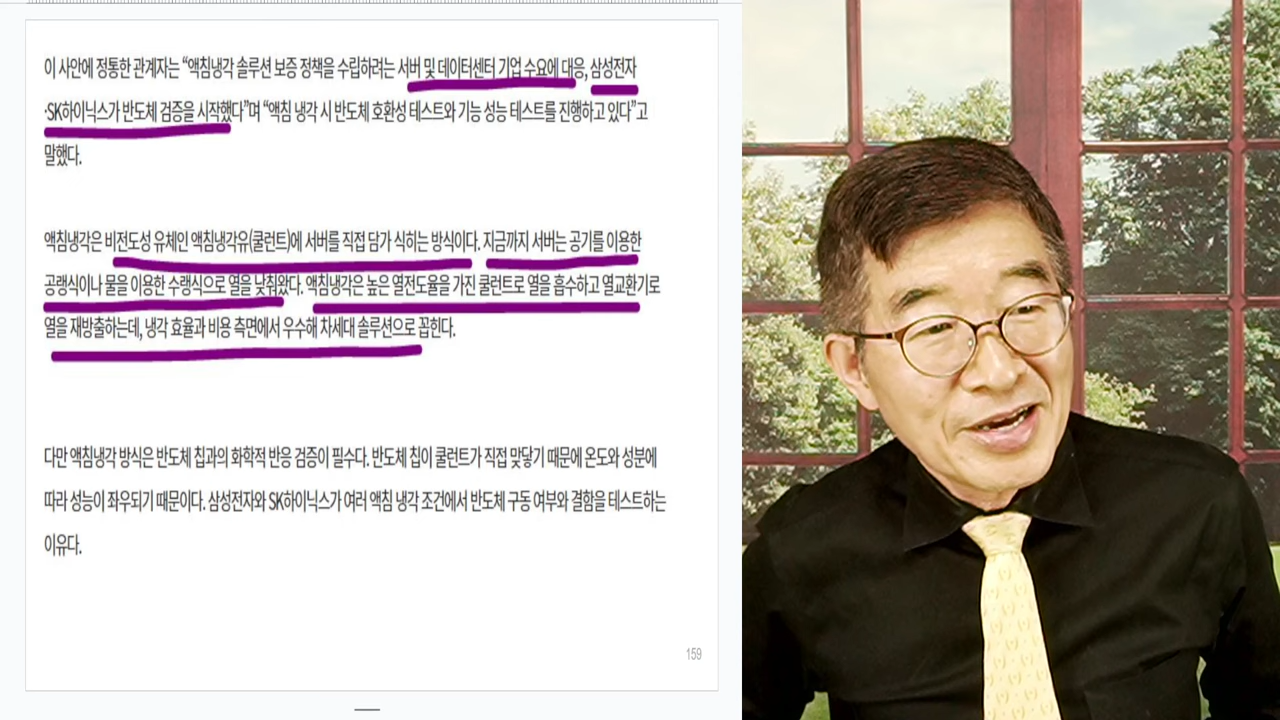 이 사안에 정통한 관계자는 “액침냉각 솔루션 보증 정책을 수립하려는 서버 및 데이터센터 기업 수요에 대응, 삼성전자
·SK하이닉스가 반도체 검증을 시작했다”며 “액침 냉각 시 반도체 호환성 테스트와 기능 성능 테스트를 진행하고 있다”고
말했다.
액침냉각은 비전도성 유체인 액침냉각유(쿨런트)에 서버를 직접 담가 식히는 방식이다. 지금까지 서버는 공기를 이용한
공랭식이나 물을 이용한 수랭식으로 열을 낮춰왔다. 액침냉각은 높은 열전도율을 가진 쿨런트로 열을 흡수하고 열교환기로
열을 재방출하는데, 냉각 효율과 비용 측면에서 우수해 차세대 솔루션으로 꼽힌다.
다만 액침냉각 방식은 반도체 칩과의 화학적 반응 검증이 필수다. 반도체 칩이 쿨런트가 직접 맞닿기 때문에 온도와 성분에
따라 성능이 좌우되기 때문이다. 삼성전자와 SK하이닉스가 여러 액침 냉각 조건에서 반도체 구동 여부와 결함을 테스트하는
이유다.
159